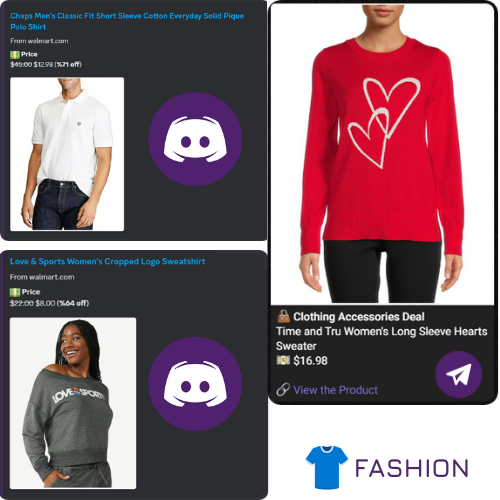 Chaps Men's Classic Fit Short Sleeve Cotton Everyday Solid Pique
Polo Shirt
From walmart.com
Price
$45.00 $12.98 (%71 off)
Love & Sports Women's Cropped Logo Sweatshirt
From walmart.com
Price
$22.00 $8.00 (%64 off)
LOVE & SPORTS
Clothing Accessories Deal
Time and Tru Women's Long Sleeve Hearts
Sweater
$16.98
View the Product
FASHION